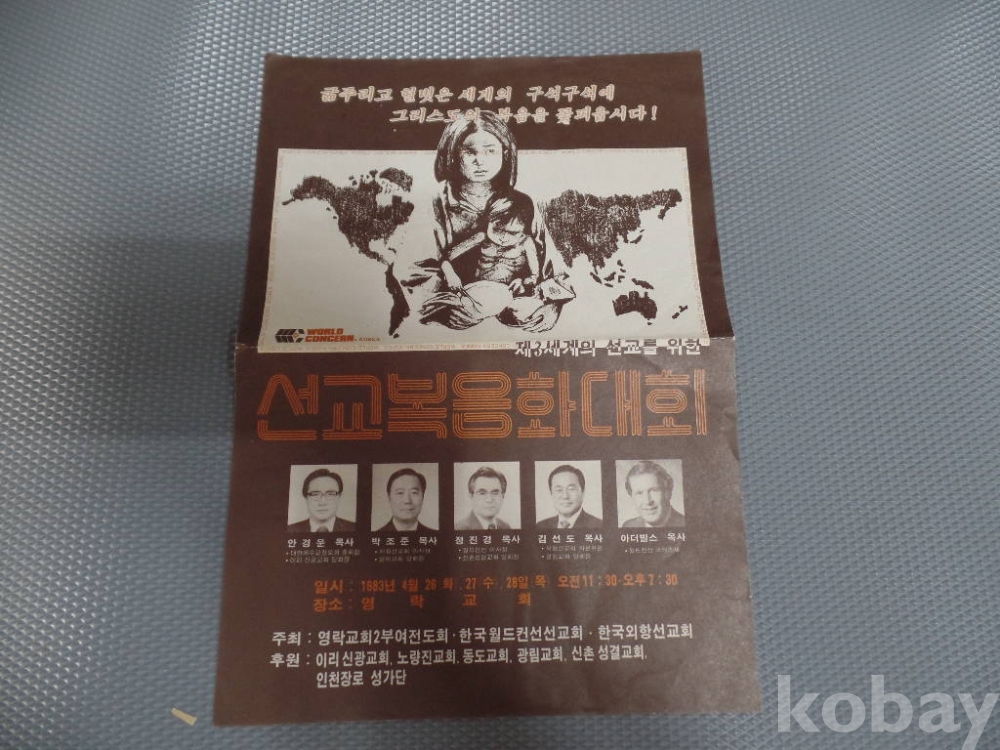 굶주리고 헐벗은 세계의 구석구석에
그리스도의 복음을 꽃피웁시다!
WORLD
CONCERN KOREA
제3세계의 선교를 위한
선교복음화대회
안경운 목사
박조준 목사
정진경 목사
김선도 목사
아더빌스 목사
일시 : 1983년 4월 26(화), 27(수), 28일(목) 오전11:30·오후7:30
장소 : 영 락 교 회
주최 : 영락교회2부여전도회·한국월드컨선선교회·한국외항선교회
후원 : 이리신광교회, 노량진교회, 동도교회, 광림교회, 신촌성결교회,
인천장로 성가단
kobay